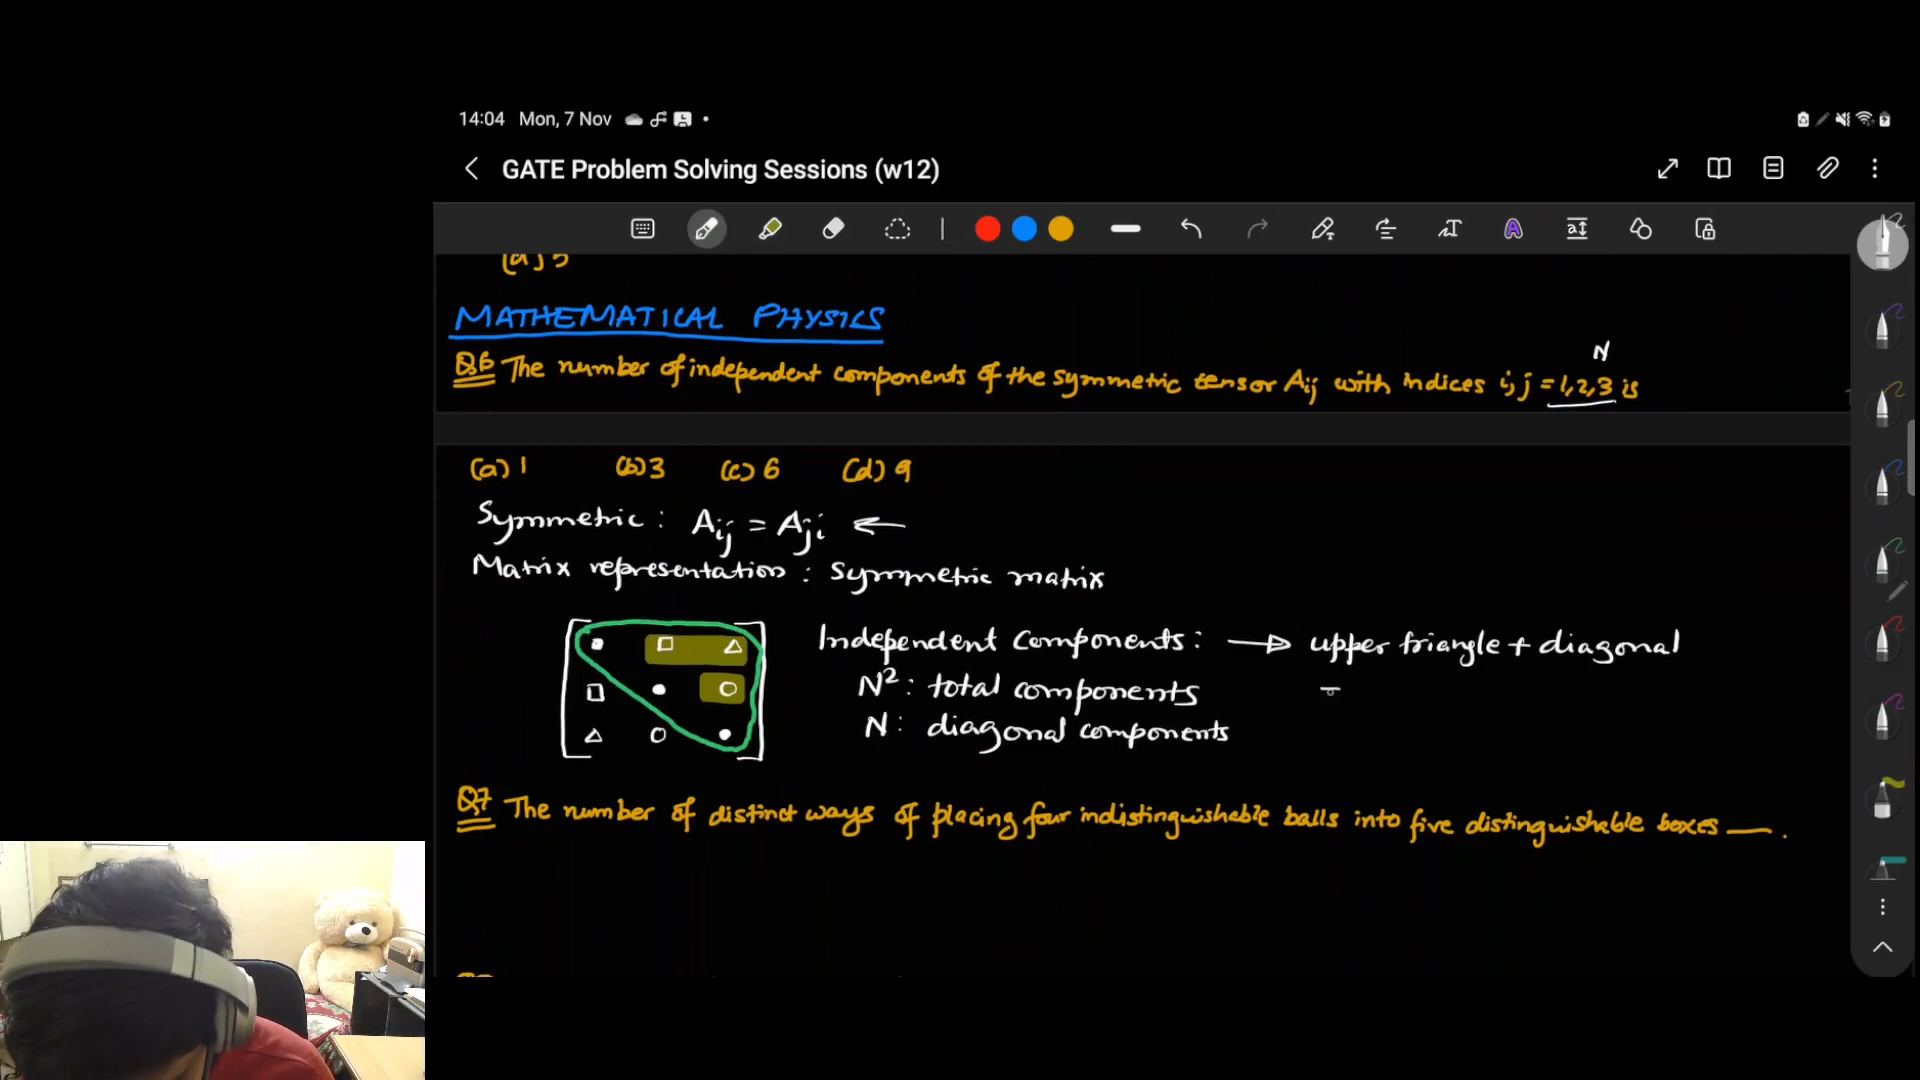 14:04 Mon, 7 Nov
GATE Problem Solving Sessions (w12)
MATHEMATICAL PHYSICS
N
Q6 The number of independent components of the symmetric tensor Aij with indices i, j = 1,2,3 is
(a) 1 (b) 3 (c) 6 (d) 9
Symmetric : Aij = Aji ←
Matrix representation : symmetric matrix
Independent Components : → upper triangle + diagonal
N² : total components
N : diagonal components
Q7 The number of distinct ways of placing four indistinguishable balls into five distinguishable boxes — .